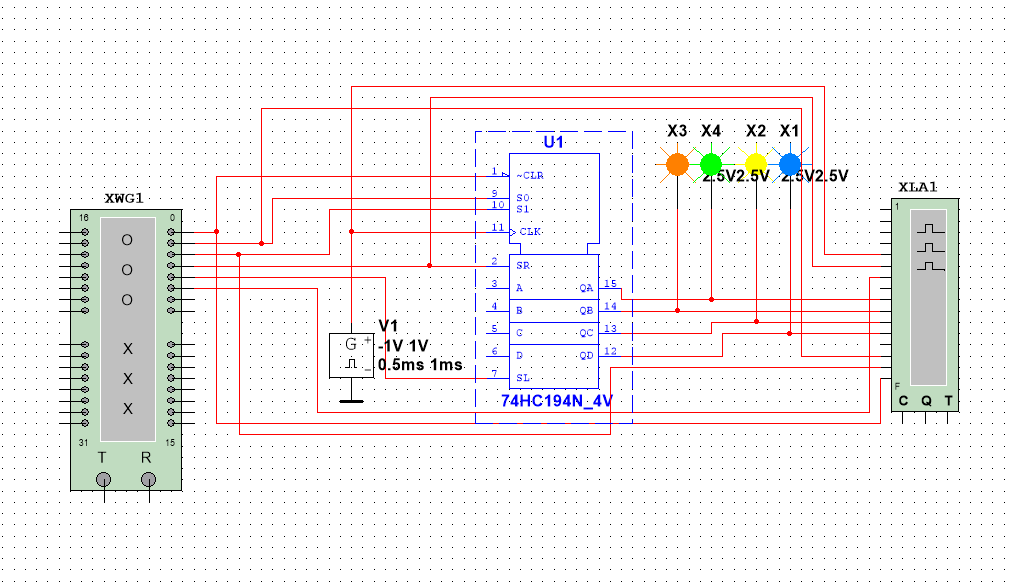 X3 X4 X2 X1
2.5V2.5V 2.5V2.5V
U1
1 ~CLR
9 S0
10 S1
11 CLK
2 SR
3 A QA 15
4 B QB 14
5 C QC 13
6 D QD 12
7 SL
74HC194N_4V
XWG1
16 0
O
O
O
X
X
X
31 15
T R
V1
G +
-1V 1V
0.5ms 1ms
XLA1
1
F
C Q T